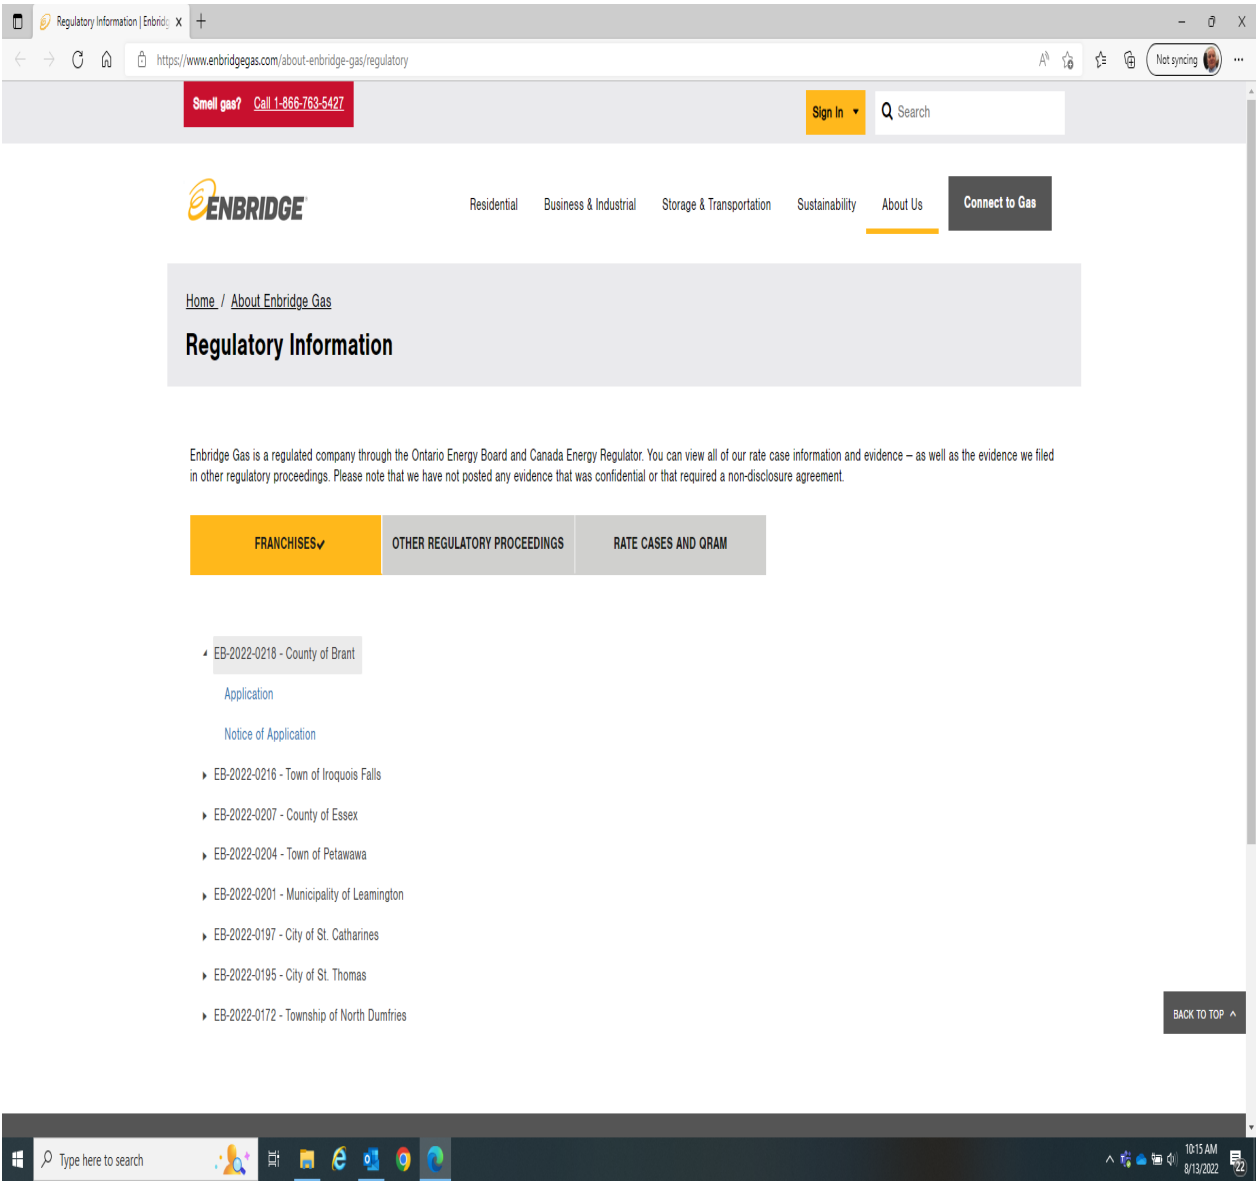 Regulatory Information | Enbridg
https://www.enbridgegas.com/about-enbridge-gas/regulatory
Not syncing
Smell gas? Call 1-866-763-5427
Sign In
Search
ENBRIDGE
Residential
Business & Industrial
Storage & Transportation
Sustainability
About Us
Connect to Gas
Home / About Enbridge Gas
Regulatory Information
Enbridge Gas is a regulated company through the Ontario Energy Board and Canada Energy Regulator. You can view all of our rate case information and evidence – as well as the evidence we filed
in other regulatory proceedings. Please note that we have not posted any evidence that was confidential or that required a non-disclosure agreement.
FRANCHISES✓
OTHER REGULATORY PROCEEDINGS
RATE CASES AND QRAM
EB-2022-0218 - County of Brant
Application
Notice of Application
EB-2022-0216 - Town of Iroquois Falls
EB-2022-0207 - County of Essex
EB-2022-0204 - Town of Petawawa
EB-2022-0201 - Municipality of Leamington
EB-2022-0197 - City of St. Catharines
EB-2022-0195 - City of St. Thomas
EB-2022-0172 - Township of North Dumfries
BACK TO TOP
Type here to search
10:15 AM
8/13/2022
22